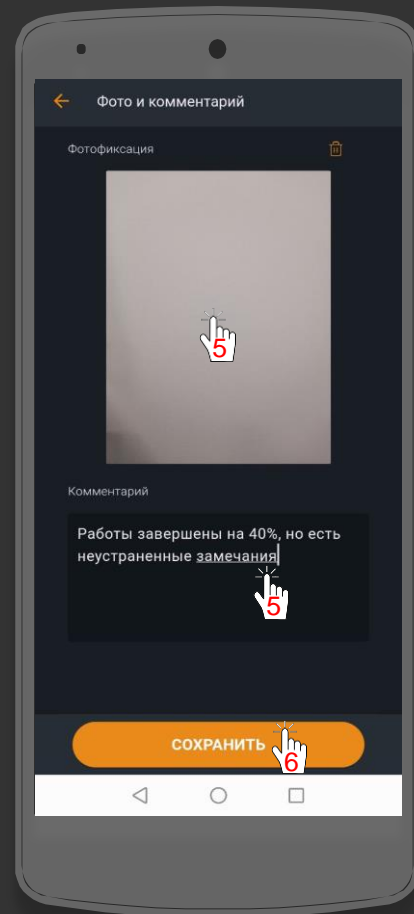 Фото и комментарий
Фотофиксация
5
Комментарий
Работы завершены на 40%, но есть
неустраненные замечания
5
СОХРАНИТЬ
6